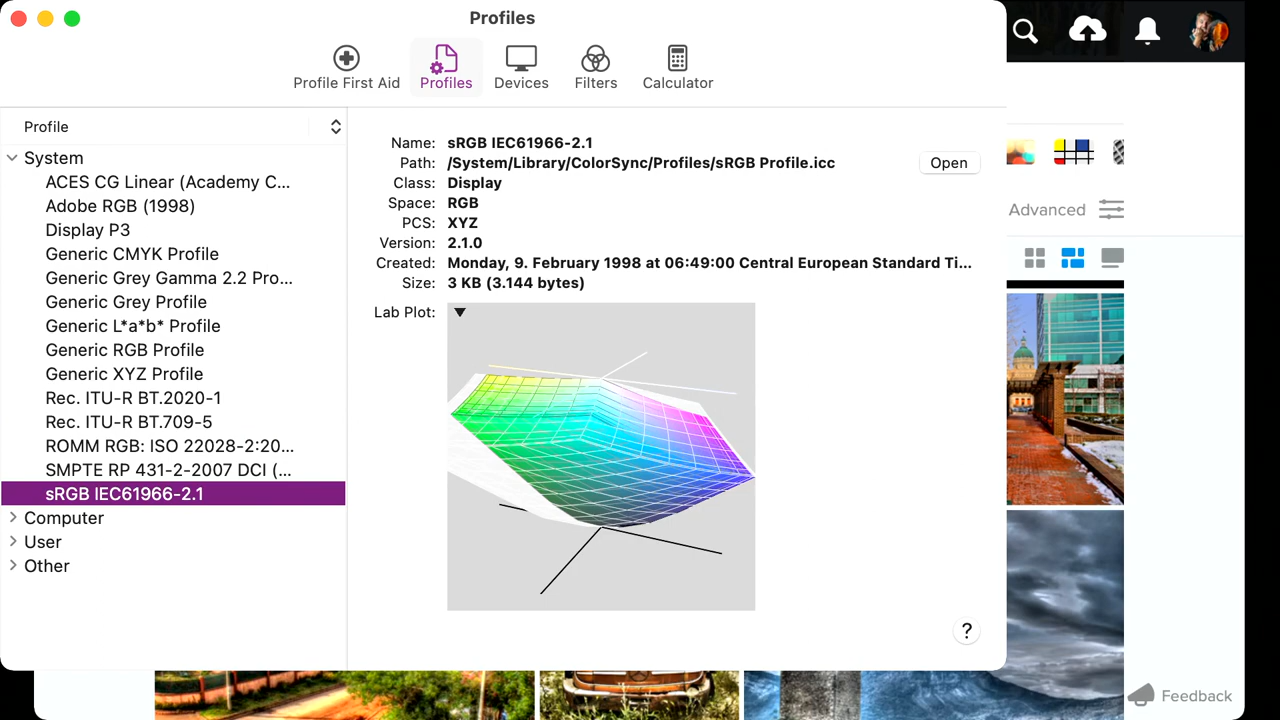 Profiles
Profile First Aid
Profiles
Devices
Filters
Calculator
Profile
System
ACES CG Linear (Academy C...
Adobe RGB (1998)
Display P3
Generic CMYK Profile
Generic Grey Gamma 2.2 Pro...
Generic Grey Profile
Generic L*a*b* Profile
Generic RGB Profile
Generic XYZ Profile
Rec. ITU-R BT.2020-1
Rec. ITU-R BT.709-5
ROMM RGB: ISO 22028-2:20...
SMPTE RP 431-2-2007 DCI (...
sRGB IEC61966-2.1
Computer
User
Other
Name: sRGB IEC61966-2.1
Path: /System/Library/ColorSync/Profiles/sRGB Profile.icc
Open
Class: Display
Space: RGB
PCS: XYZ
Version: 2.1.0
Created: Monday, 9. February 1998 at 06:49:00 Central European Standard Ti...
Size: 3 KB (3.144 bytes)
Lab Plot:
?
Advanced
Feedback